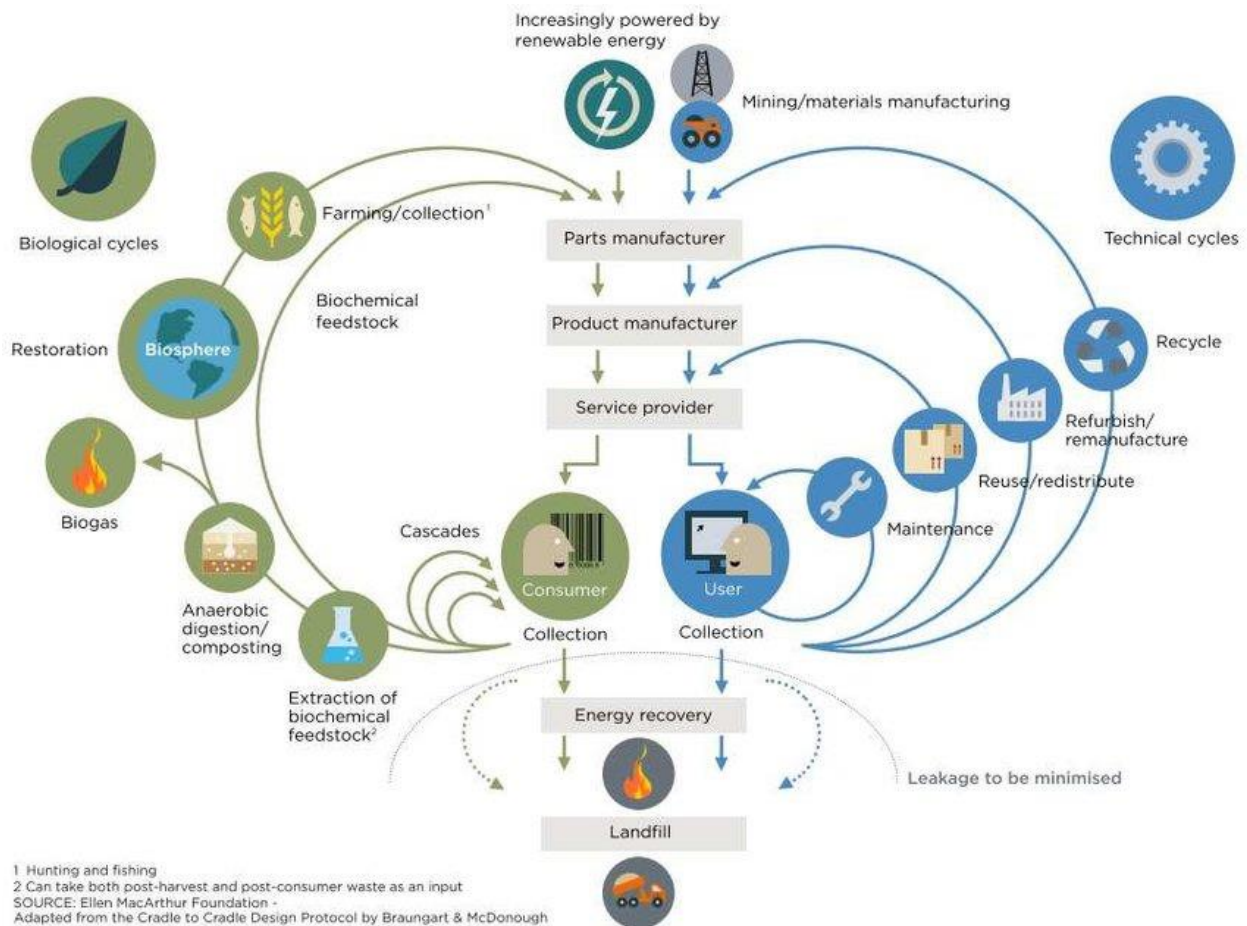 Increasingly powered by
renewable energy
Mining/materials manufacturing
Biological cycles
Farming/collection¹
Parts manufacturer
Technical cycles
Biochemical
feedstock
Product manufacturer
Restoration
Biosphere
Recycle
Service provider
Refurbish/
remanufacture
Reuse/redistribute
Biogas
Cascades
Maintenance
Consumer
User
Anaerobic
digestion/
composting
Collection
Collection
Extraction of
biochemical
feedstock²
Energy recovery
Leakage to be minimised
Landfill
1 Hunting and fishing
2 Can take both post-harvest and post-consumer waste as an input
SOURCE: Ellen MacArthur Foundation -
Adapted from the Cradle to Cradle Design Protocol by Braungart & McDonough